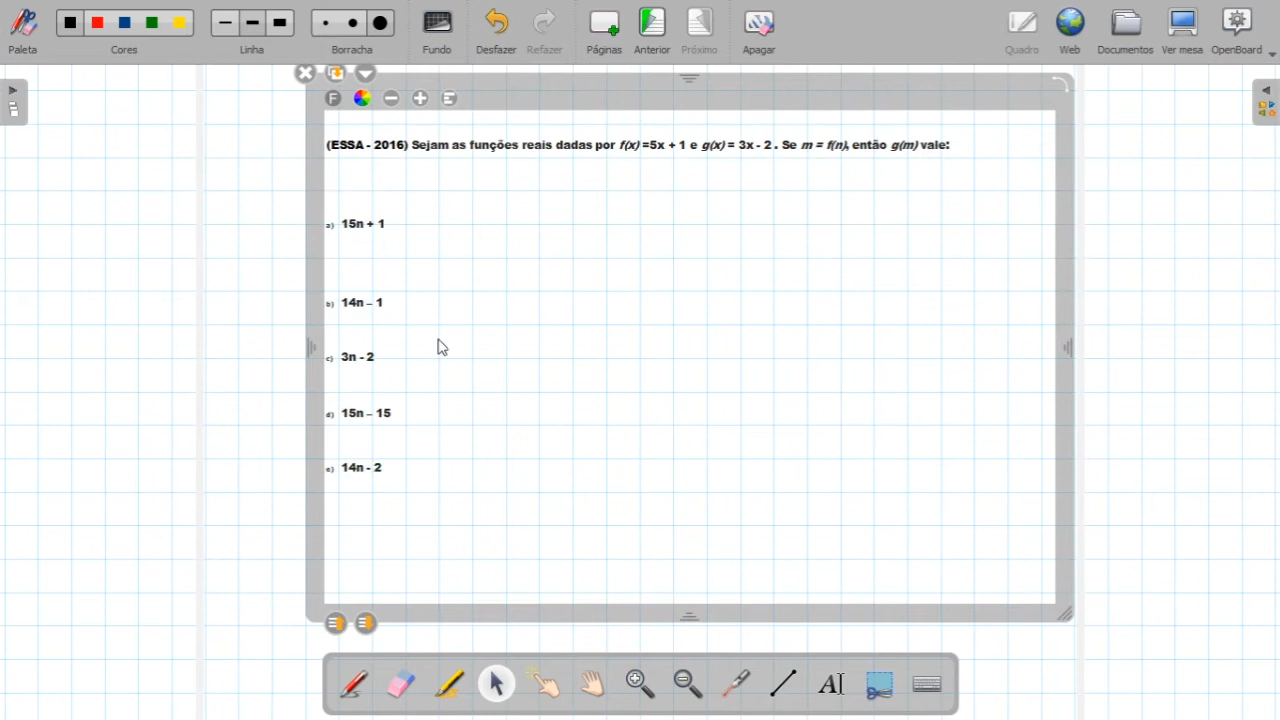 Paleta
Cores
Linha
Borracha
Fundo
Desfazer
Refazer
Páginas
Anterior
Próximo
Apagar
Quadro
Web
Documentos
Ver mesa
OpenBoard
F
(ESSA - 2016) Sejam as funções reais dadas por f(x) =5x + 1 e g(x) = 3x - 2 . Se m = f(n), então g(m) vale:
a) 15n + 1
b) 14n – 1
c) 3n - 2
d) 15n – 15
e) 14n - 2
AI